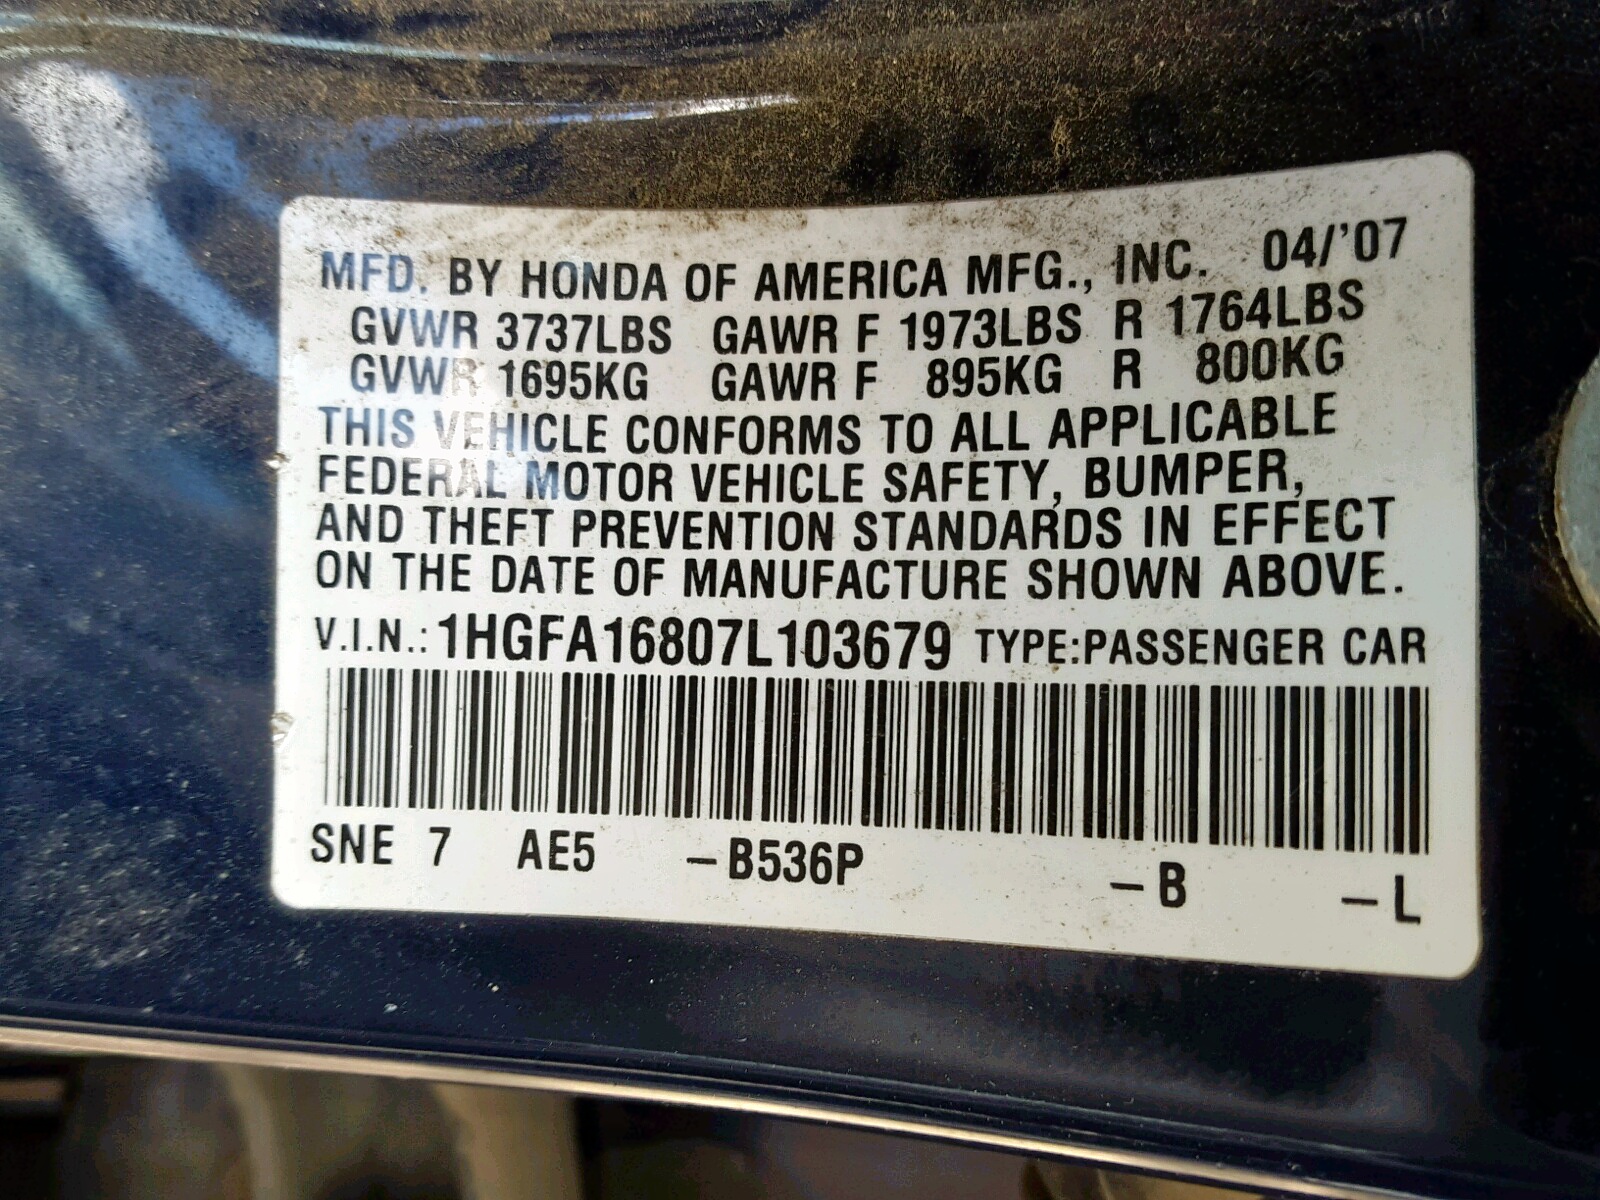 MFD. BY HONDA OF AMERICA MFG., INC. 04/'07
GVWR 3737LBS GAWR F 1973LBS R 1764LBS
GVWR 1695KG GAWR F 895KG R 800KG
THIS VEHICLE CONFORMS TO ALL APPLICABLE
FEDERAL MOTOR VEHICLE SAFETY, BUMPER,
AND THEFT PREVENTION STANDARDS IN EFFECT
ON THE DATE OF MANUFACTURE SHOWN ABOVE.
V.I.N.: 1HGFA16807L103679 TYPE:PASSENGER CAR
SNE 7 AE5 –B536P –B –L